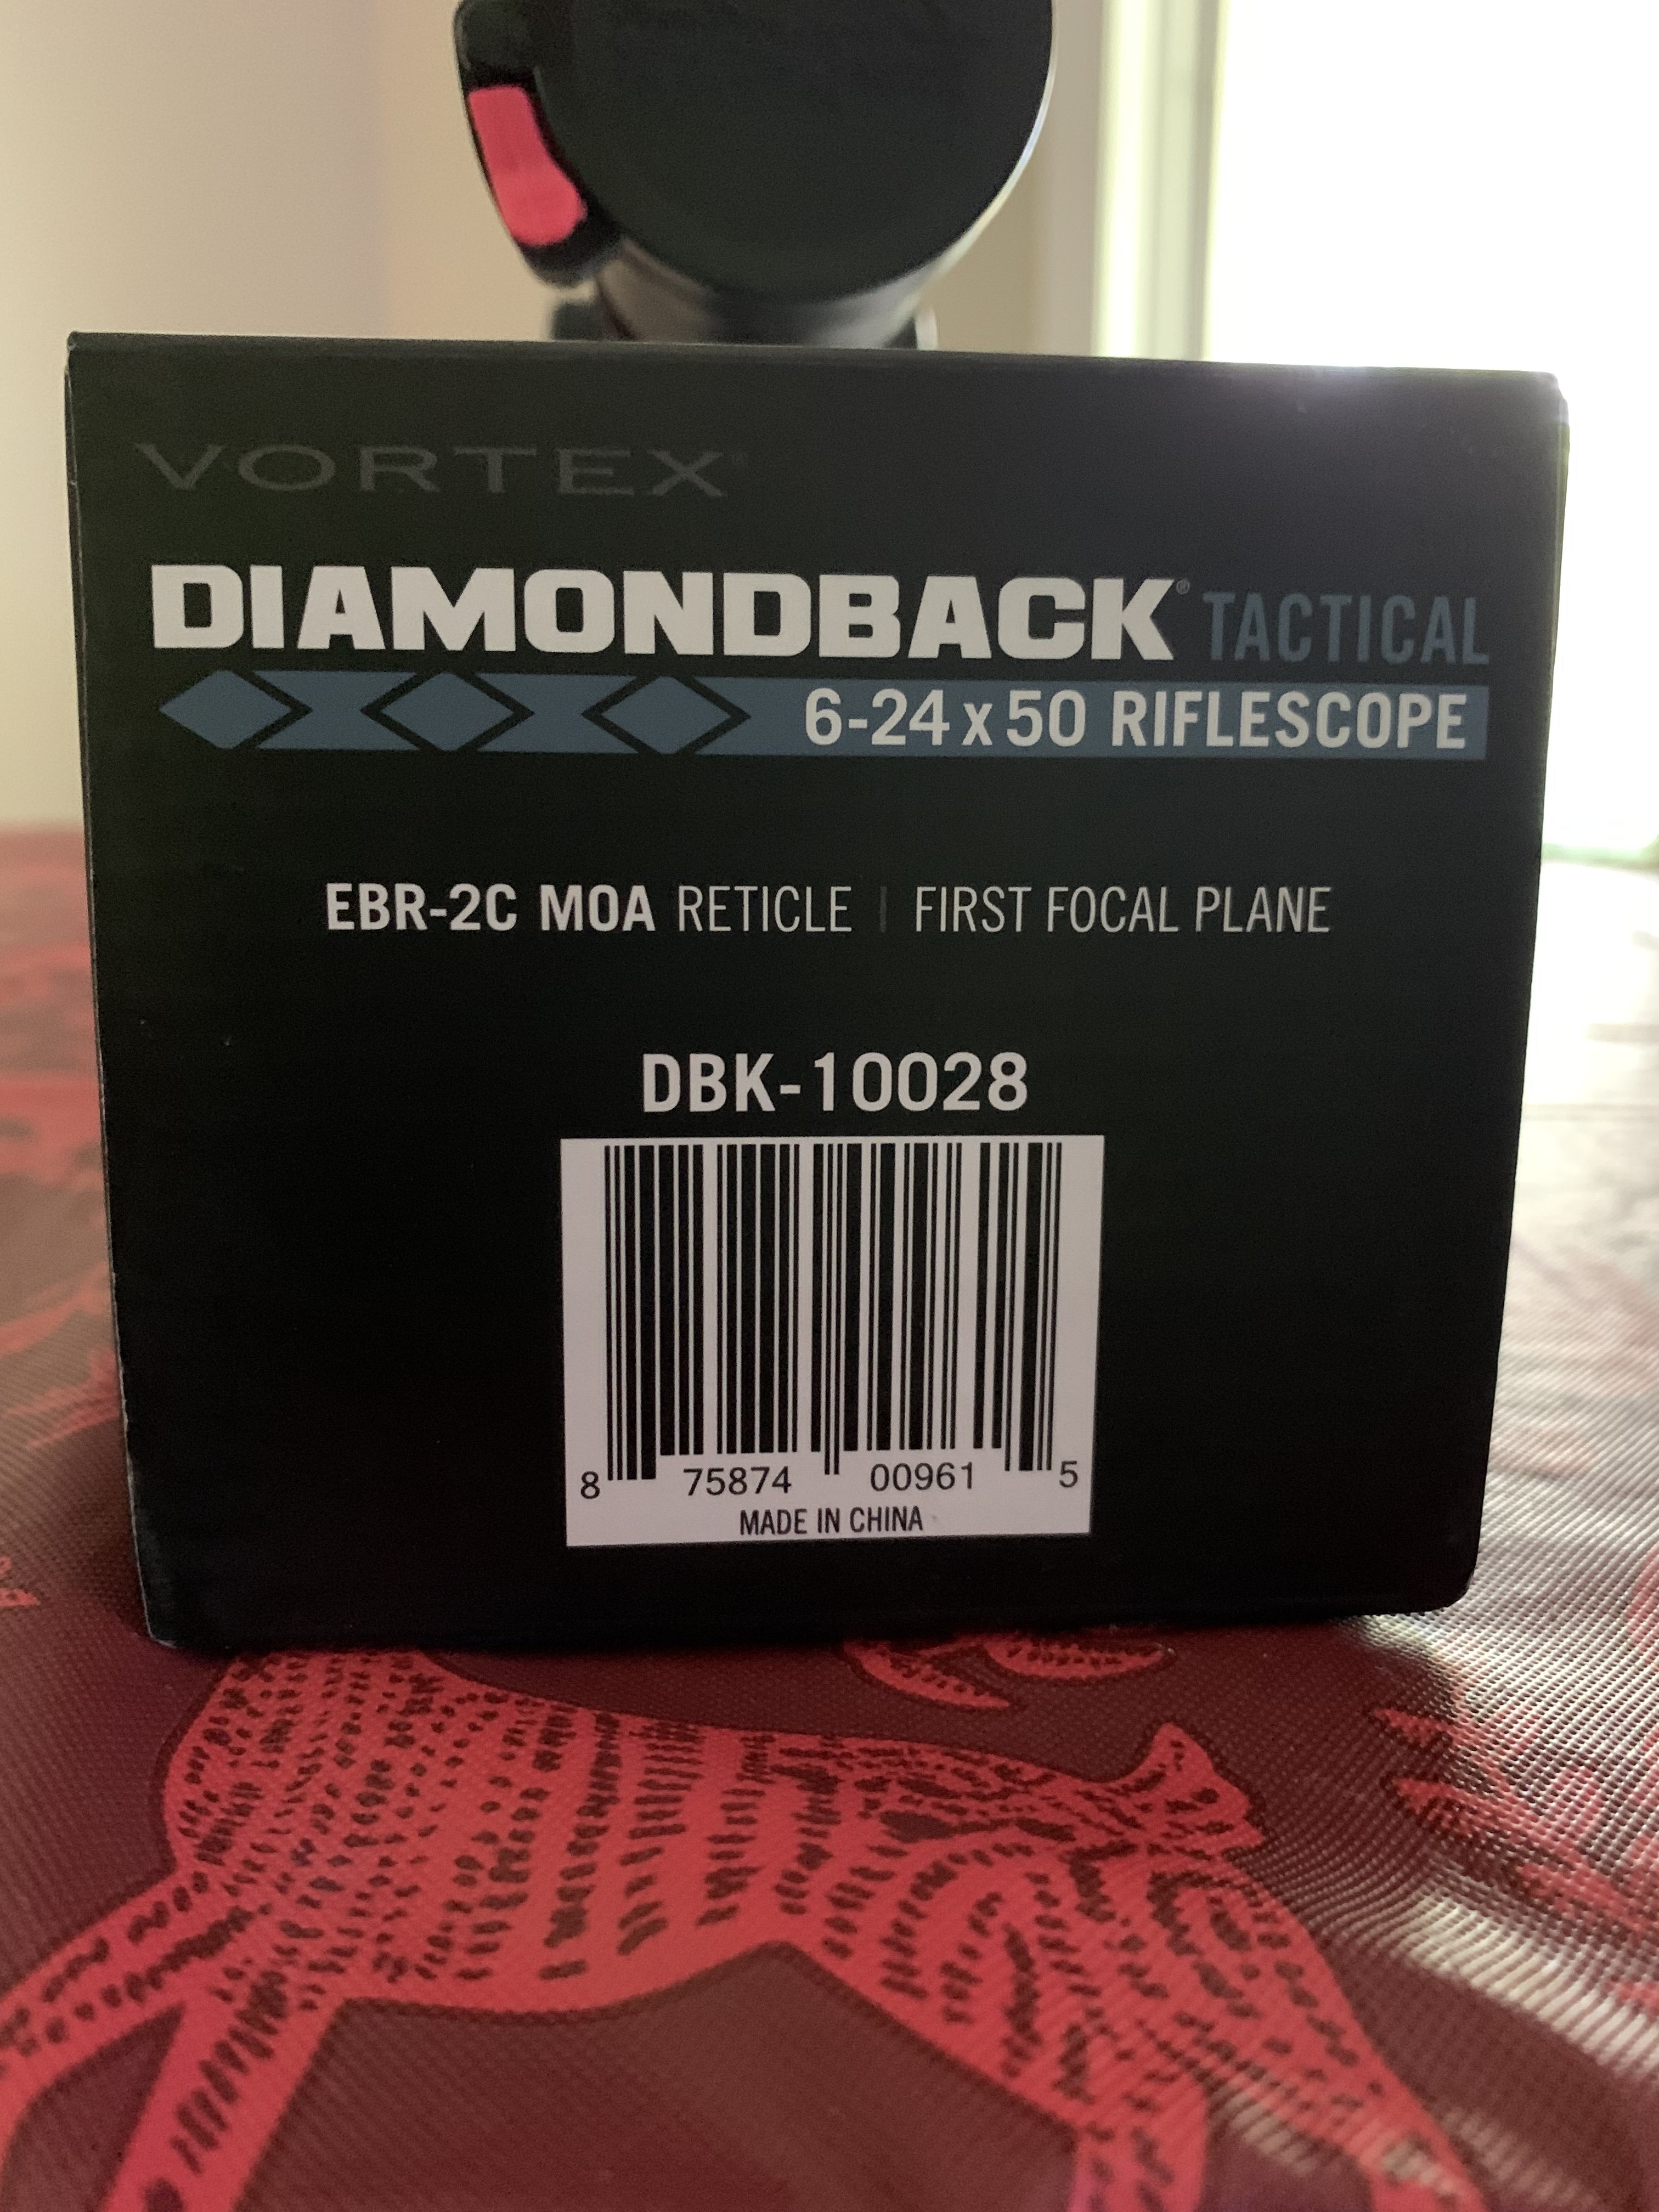 VORTEX®
DIAMONDBACK® TACTICAL
6-24 x 50 RIFLESCOPE
EBR-2C MOA RETICLE | FIRST FOCAL PLANE
DBK-10028
8 75874 00961 5
MADE IN CHINA